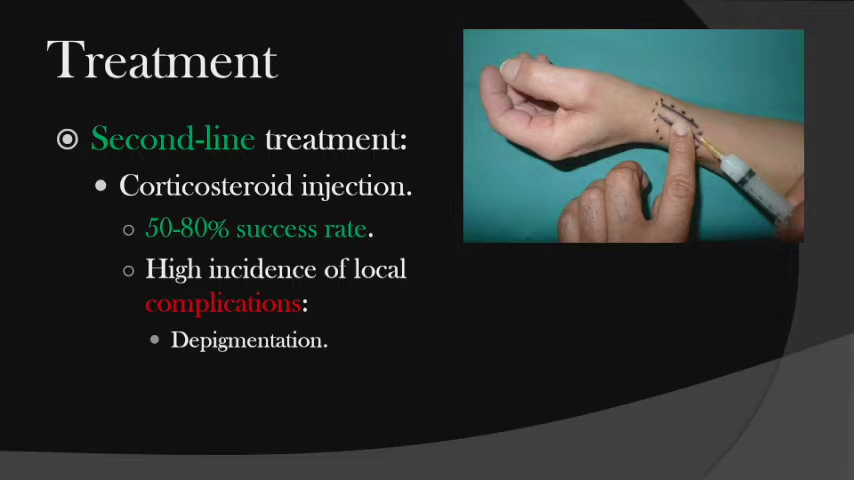 Treatment
Second-line treatment:
Corticosteroid injection.
50-80% success rate.
High incidence of local
complications:
Depigmentation.